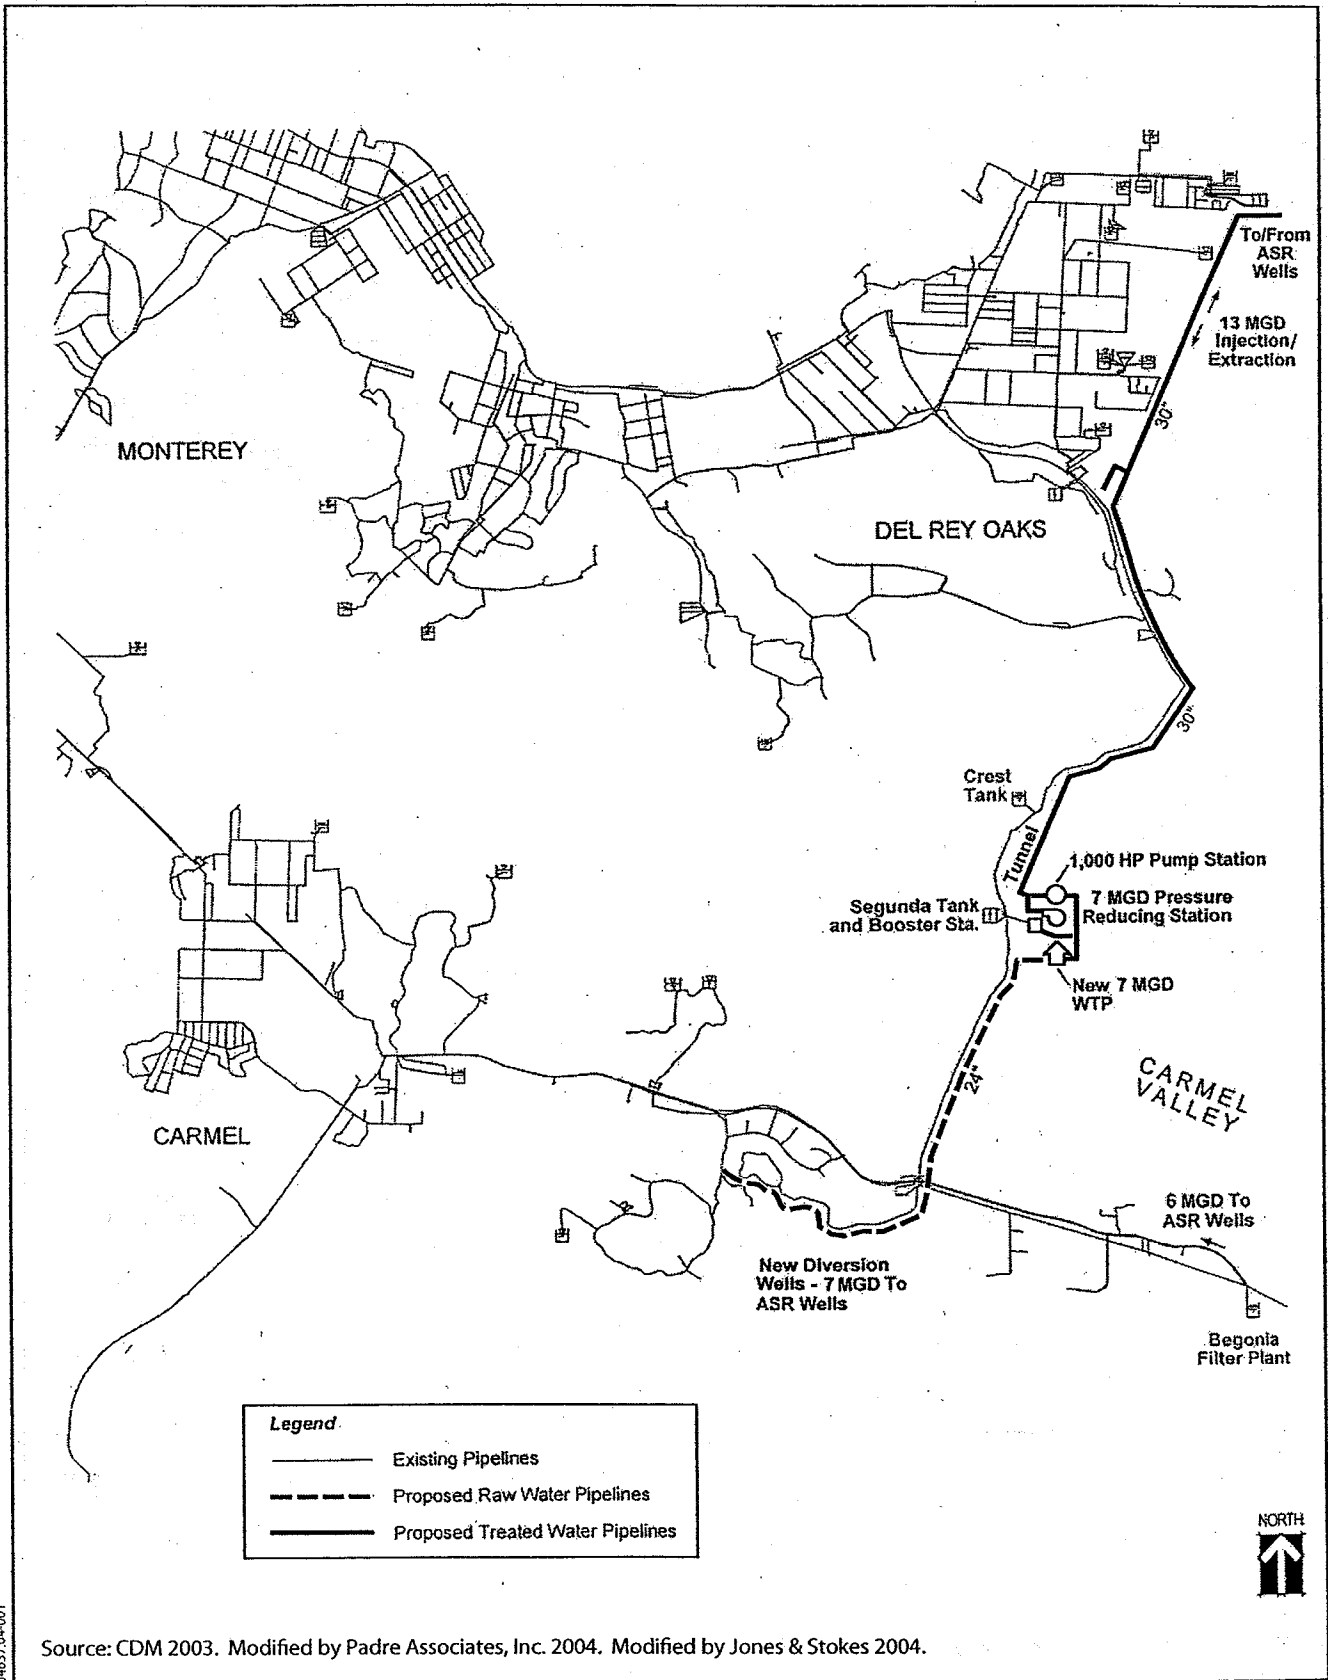 To/From
ASR
Wells
13 MGD
Injection/
Extraction
30"
MONTEREY
DEL REY OAKS
30"
Crest
Tank
Tunnel
1,000 HP Pump Station
7 MGD Pressure
Reducing Station
Segunda Tank
and Booster Sta.
New 7 MGD
WTP
24"
CARMEL
VALLEY
CARMEL
6 MGD To
ASR Wells
New Diversion
Wells - 7 MGD To
ASR Wells
Begonia
Filter Plant
Legend
Existing Pipelines
Proposed Raw Water Pipelines
Proposed Treated Water Pipelines
NORTH
Source: CDM 2003. Modified by Padre Associates, Inc. 2004. Modified by Jones & Stokes 2004.